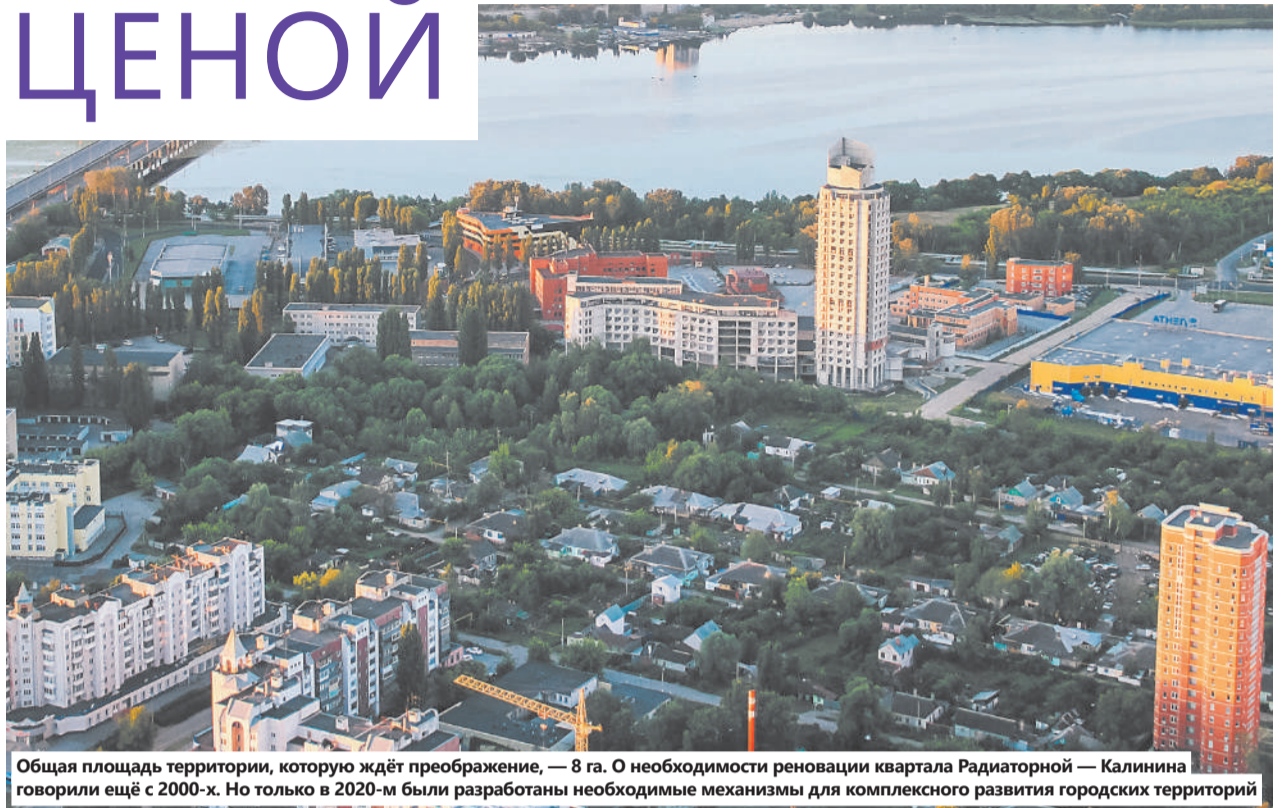 ЦЕНОЙ
АТНЕП
Общая площадь территории, которую ждёт преображение, — 8 га. О необходимости реновации квартала Радиаторной — Калинина
говорили ещё с 2000-х. Но только в 2020-м были разработаны необходимые механизмы для комплексного развития городских территорий